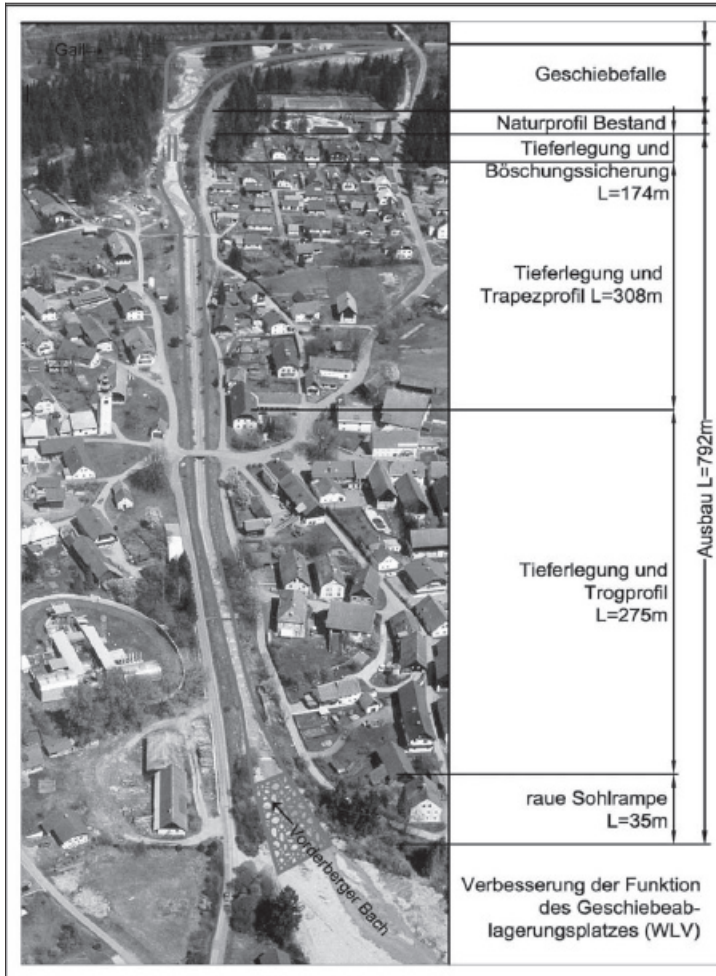 Gail→
Geschiebefalle
Naturprofil Bestand
Tieferlegung und
Böschungssicherung
L=174m
Tieferlegung und
Trapezprofil L=308m
Ausbau L=792m
Tieferlegung und
Trogprofil
L=275m
raue Sohlrampe
L=35m
Vorderberger Bach
Verbesserung der Funktion
des Geschiebeab-
lagerungsplatzes (WLV)